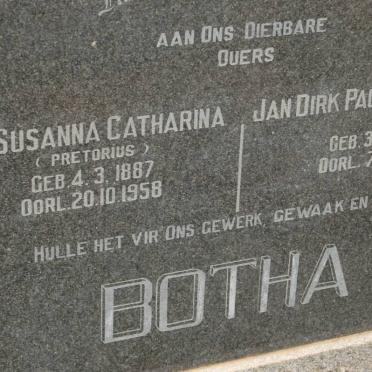 AAN ONS DIERBARE
OUERS
SUSANNA CATHARINA
( PRETORIUS )
GEB. 4. 3. 1887
OORL. 20.10.1958
JAN DIRK
GEB. 3
OORL.
HULLE HET VIR ONS GEWERK, GEWAAK EN
BOTHA